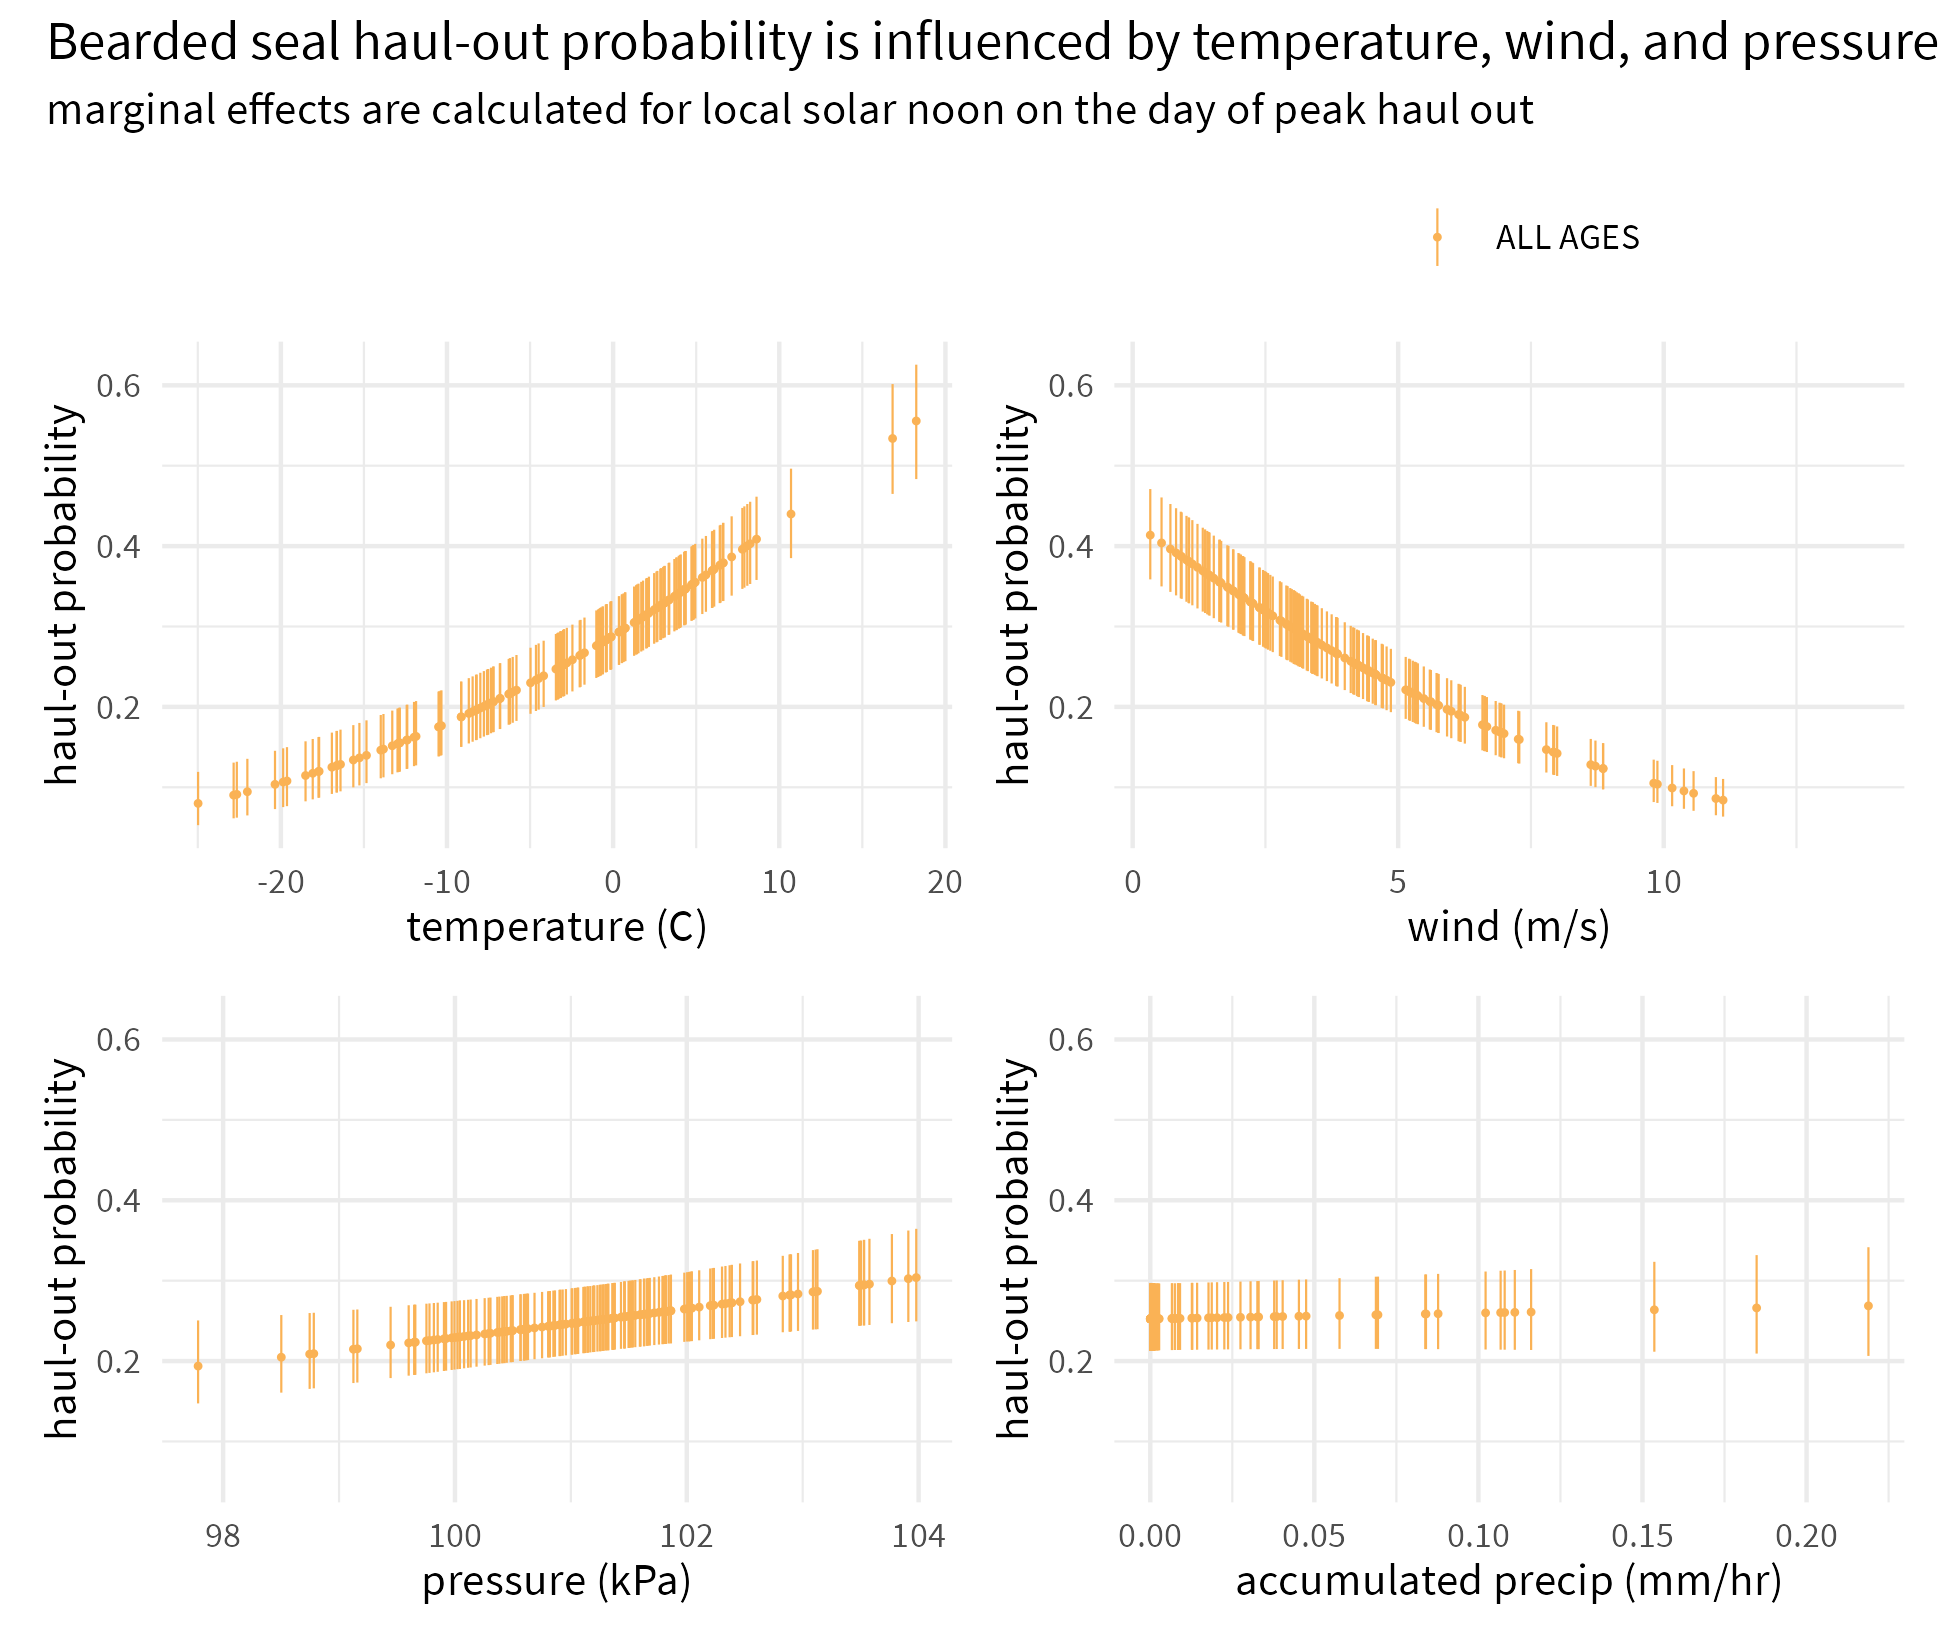 Bearded seal haul-out probability is influenced by temperature, wind, and pressure
marginal effects are calculated for local solar noon on the day of peak haul out
ALL AGES
haul-out probability
0.6
0.4
0.2
-20 -10 0 10 20
temperature (C)
haul-out probability
0.6
0.4
0.2
0 5 10
wind (m/s)
haul-out probability
0.6
0.4
0.2
98 100 102 104
pressure (kPa)
haul-out probability
0.6
0.4
0.2
0.00 0.05 0.10 0.15 0.20
accumulated precip (mm/hr)